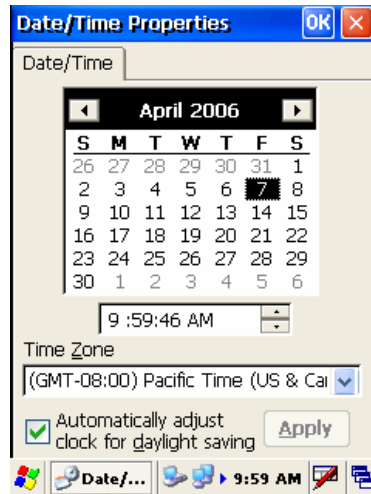 Date/Time Properties OK
Date/Time
April 2006
S M T W T F S
26 27 28 29 30 31 1
2 3 4 5 6 7 8
9 10 11 12 13 14 15
16 17 18 19 20 21 22
23 24 25 26 27 28 29
30 1 2 3 4 5 6
9 :59:46 AM
Time Zone
(GMT-08:00) Pacific Time (US & Cai
Automatically adjust
clock for daylight saving
Apply
Date/... 9:59 AM